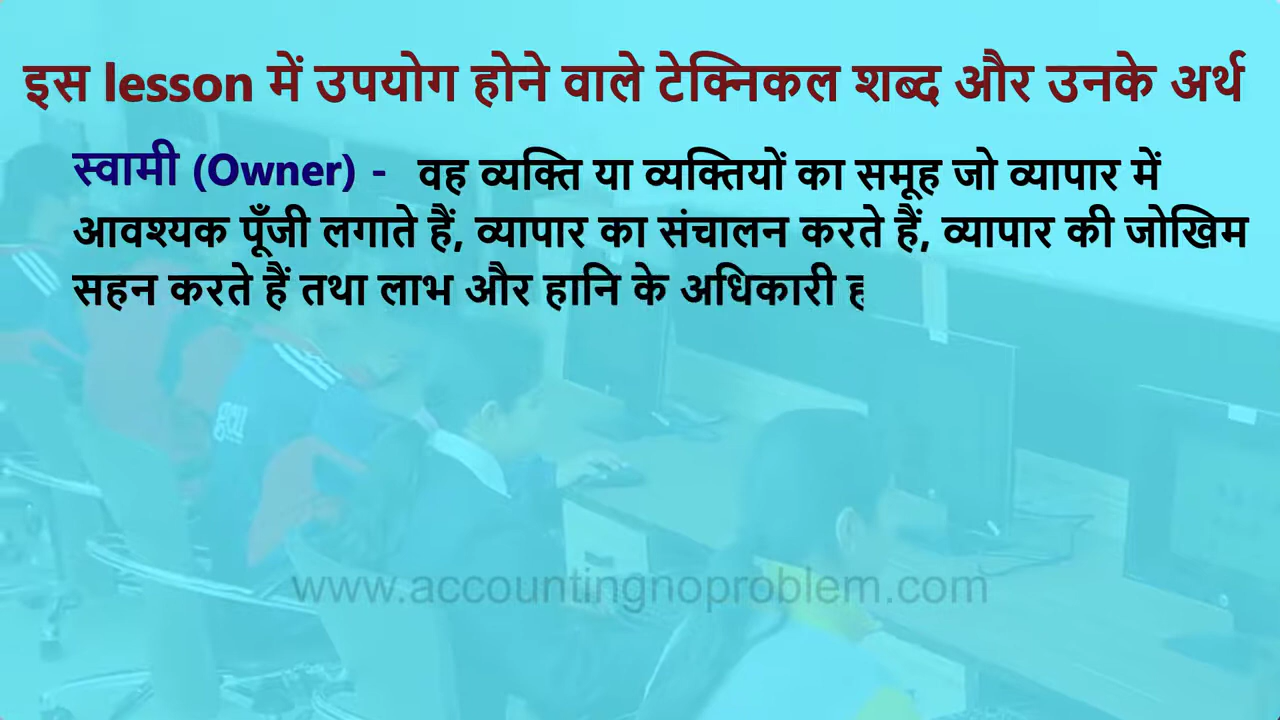 इस lesson में उपयोग होने वाले टेक्निकल शब्द और उनके अर्थ
स्वामी (Owner) - वह व्यक्ति या व्यक्तियों का समूह जो व्यापार में
आवश्यक पूँजी लगाते हैं, व्यापार का संचालन करते हैं, व्यापार की जोखिम
सहन करते हैं तथा लाभ और हानि के अधिकारी
www.accountingnoproblem.com